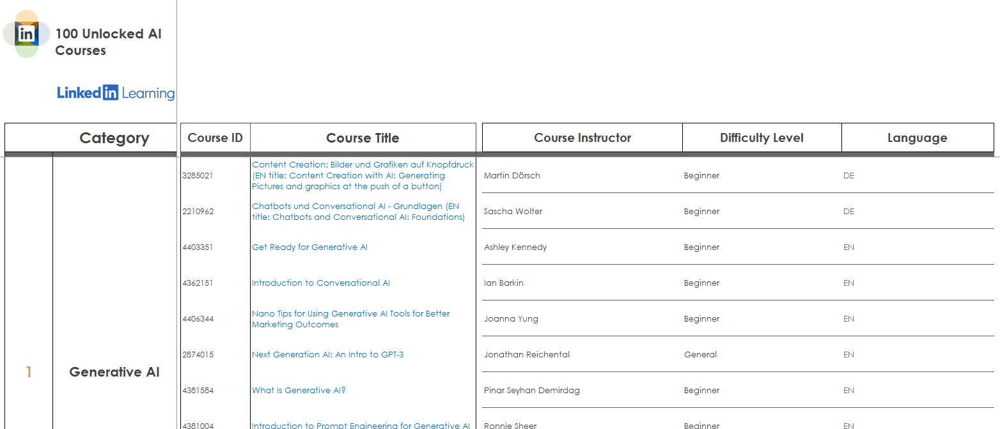 in
100 Unlocked AI
Courses
Linked in Learning
Category
Course ID
Course Title
Course Instructor
Difficulty Level
Language
1
Generative AI
3285021
Content Creation: Bilder und Grafiken auf Knopfdruck
(EN title: Content Creation with AI: Generating
Pictures and graphics at the push of a button)
Martin Dörsch
Beginner
DE
2210962
Chatbots und Conversational AI - Grundlagen (EN
title: Chatbots and Conversational AI: Foundations)
Sascha Wolter
Beginner
DE
4403351
Get Ready for Generative AI
Ashley Kennedy
Beginner
EN
4362151
Introduction to Conversational AI
Ian Barkin
Beginner
EN
4406344
Nano Tips for Using Generative AI Tools for Better
Marketing Outcomes
Joanna Yung
Beginner
EN
2874015
Next Generation AI: An Intro to GPT-3
Jonathan Reichental
General
EN
4381584
What Is Generative AI?
Pinar Seyhan Demirdag
Beginner
EN
4381004
Introduction to Prompt Engineering for Generative AI
Ronnie Sheer
Beginner
EN